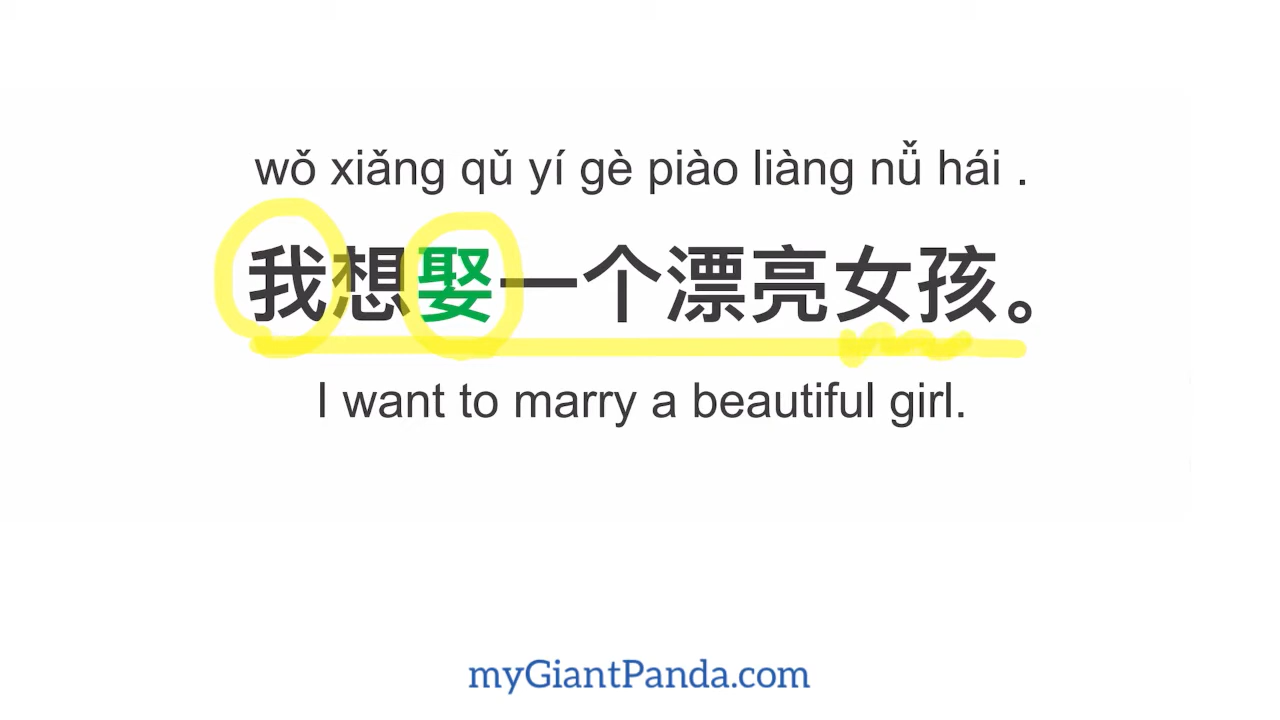 wǒ xiǎng qǔ yí gè piào liàng nǚ hái .
我想娶一个漂亮女孩。
I want to marry a beautiful girl.
myGiantPanda.com